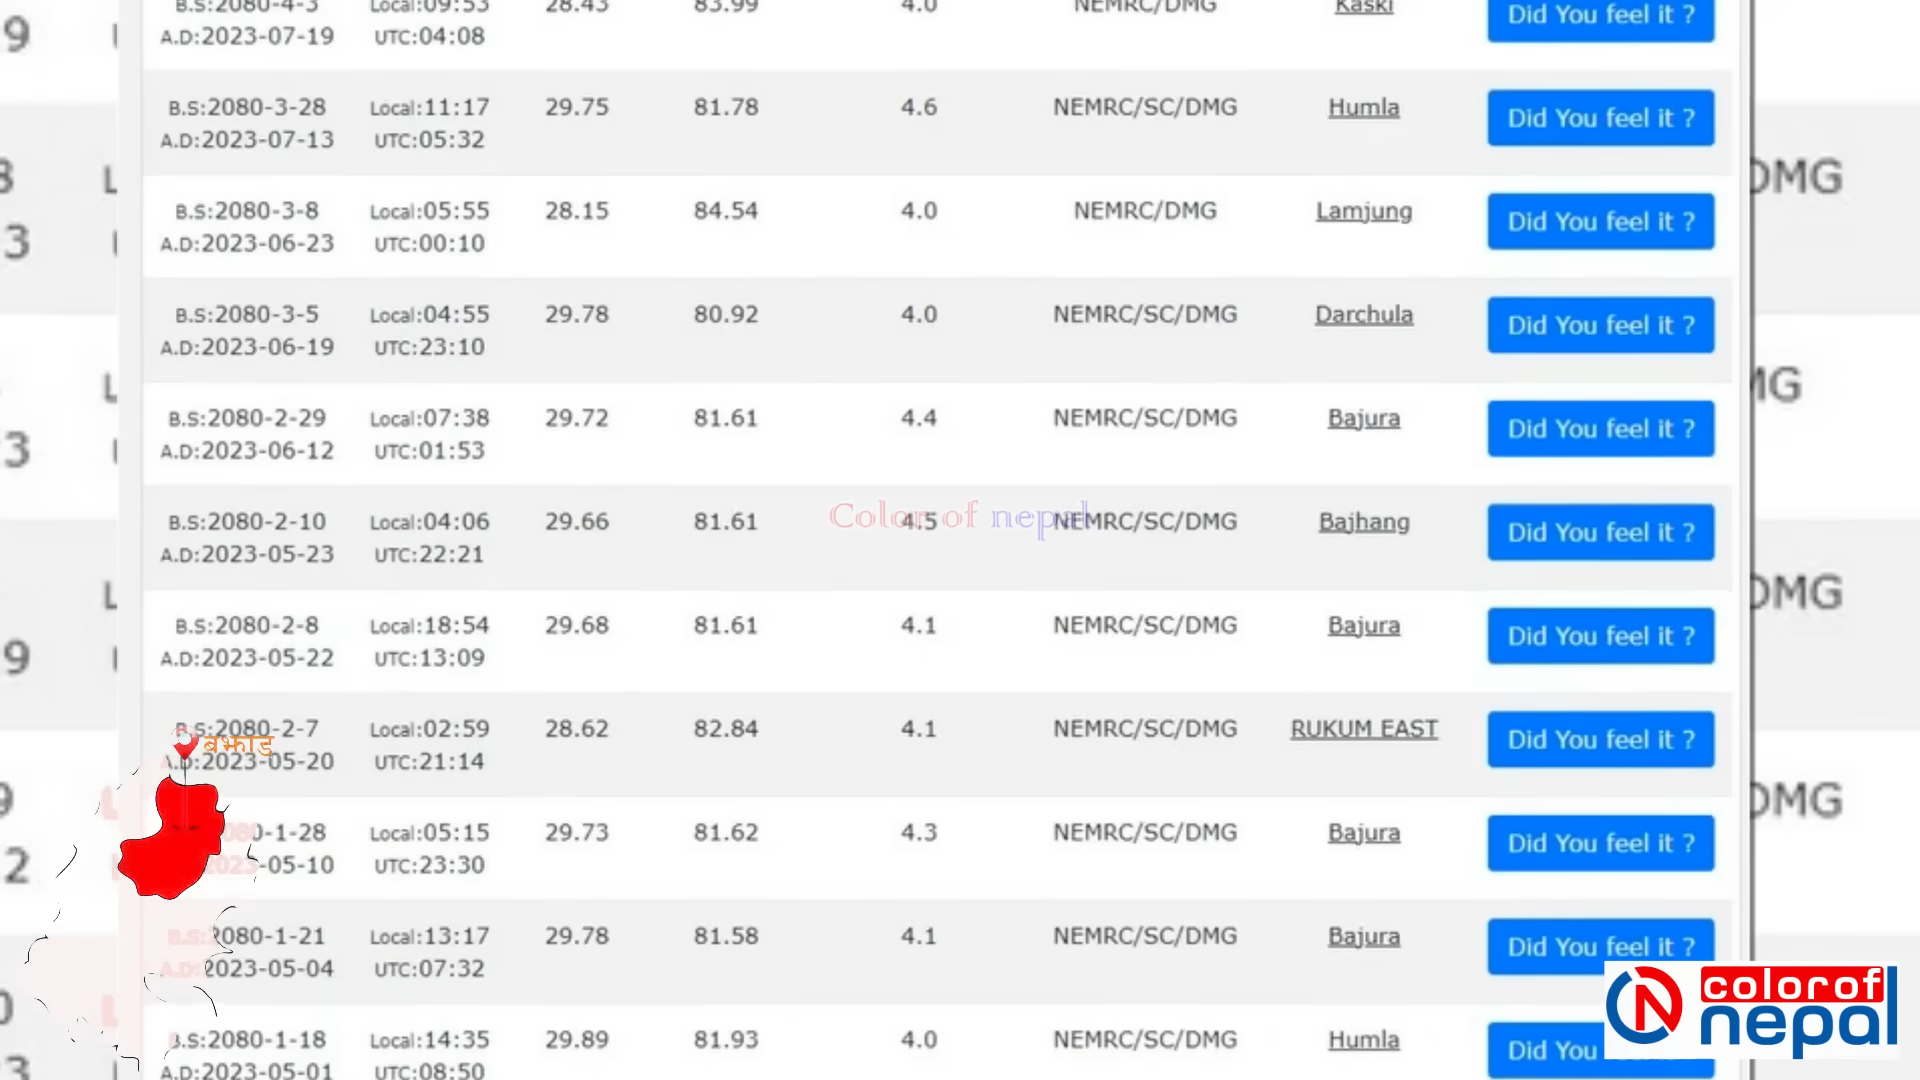 B.S:2080-4-3 Local:09:53 28.43 83.99 4.0 NEMRC/DMG Kaski Did You feel it ?
A.D:2023-07-19 UTC:04:08
B.S:2080-3-28 Local:11:17 29.75 81.78 4.6 NEMRC/SC/DMG Humla Did You feel it ?
A.D:2023-07-13 UTC:05:32
B.S:2080-3-8 Local:05:55 28.15 84.54 4.0 NEMRC/DMG Lamjung Did You feel it ?
A.D:2023-06-23 UTC:00:10
B.S:2080-3-5 Local:04:55 29.78 80.92 4.0 NEMRC/SC/DMG Darchula Did You feel it ?
A.D:2023-06-19 UTC:23:10
B.S:2080-2-29 Local:07:38 29.72 81.61 4.4 NEMRC/SC/DMG Bajura Did You feel it ?
A.D:2023-06-12 UTC:01:53
Color of nepal
B.S:2080-2-10 Local:04:06 29.66 81.61 4.5 NEMRC/SC/DMG Bajhang Did You feel it ?
A.D:2023-05-23 UTC:22:21
B.S:2080-2-8 Local:18:54 29.68 81.61 4.1 NEMRC/SC/DMG Bajura Did You feel it ?
A.D:2023-05-22 UTC:13:09
B.S:2080-2-7 Local:02:59 28.62 82.84 4.1 NEMRC/SC/DMG RUKUM EAST Did You feel it ?
बझाङ
A.D:2023-05-20 UTC:21:14
080-1-28 Local:05:15 29.73 81.62 4.3 NEMRC/SC/DMG Bajura Did You feel it ?
2023-05-10 UTC:23:30
B.S:2080-1-21 Local:13:17 29.78 81.58 4.1 NEMRC/SC/DMG Bajura Did You feel it ?
A.D:2023-05-04 UTC:07:32
B.S:2080-1-18 Local:14:35 29.89 81.93 4.0 NEMRC/SC/DMG Humla Did You
A.D:2023-05-01 UTC:08:50
color of
nepal